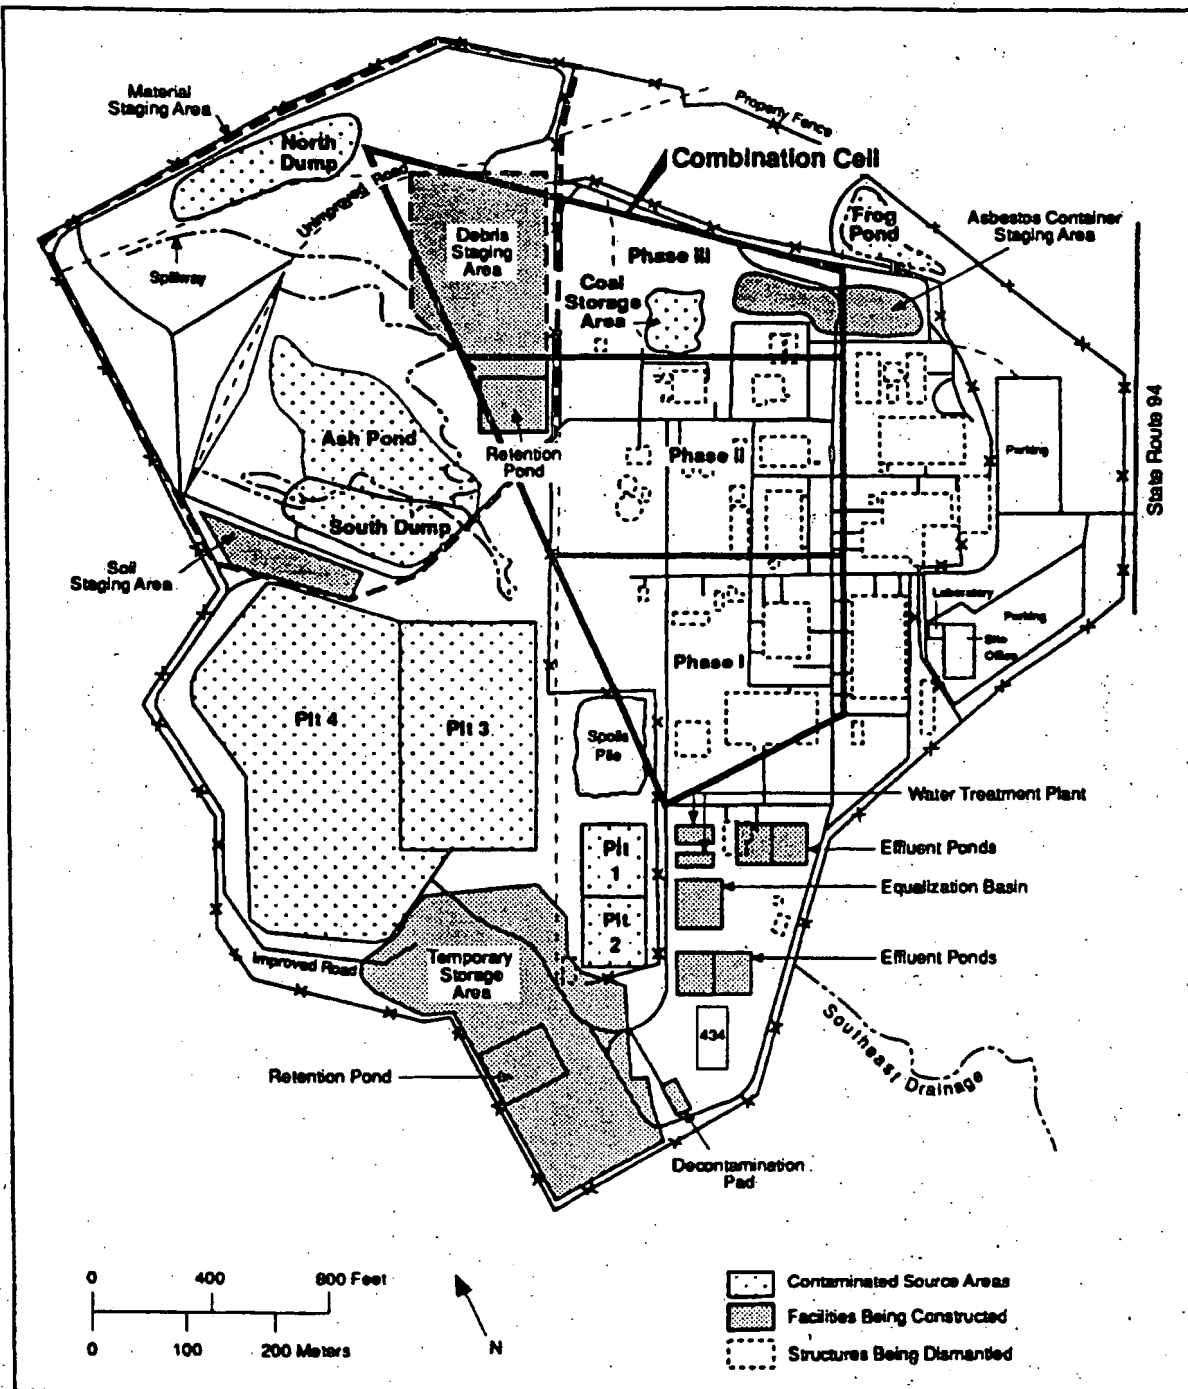 Material
Staging Area
North
Dump
Property Fence
Combination Cell
Unimproved Road
Debris
Staging
Area
Phase III
Frog
Pond
Asbestos Container
Staging Area
Spillway
Coal
Storage
Area
State Route 94
Ash Pond
Retention
Pond
Phase II
Parking
South Dump
Soil
Staging Area
Laboratory
Parking
Site
Office
Phase I
Pit 4
Pit 3
Spoils
Pile
Water Treatment Plant
Pit
1
Effluent Ponds
Equalization Basin
Pit
2
Improved Road
Temporary
Storage
Area
Effluent Ponds
434
Southeast Drainage
Retention Pond
Decontamination
Pad
0 400 800 Feet
0 100 200 Meters
N
Contaminated Source Areas
Facilities Being Constructed
Structures Being Dismantled